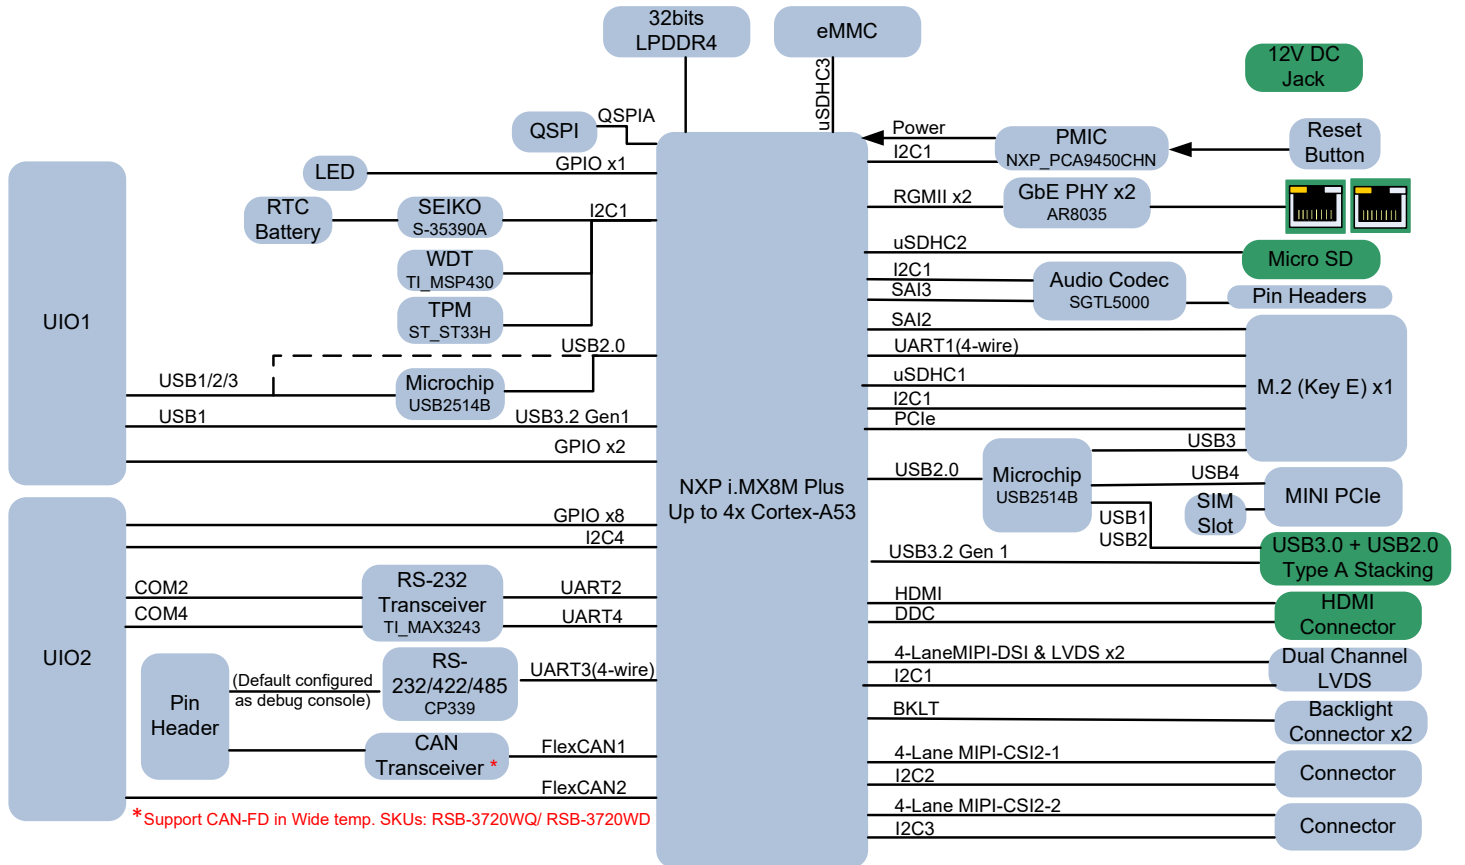 32bits
LPDDR4
eMMC
12V DC
Jack
uSDHC3
QSPI
QSPIA
Power
I2C1
PMIC
NXP_PCA9450CHN
Reset
Button
LED
GPIO x1
RTC
Battery
SEIKO
S-35390A
I2C1
RGMII x2
GbE PHY x2
AR8035
WDT
TI_MSP430
uSDHC2
Micro SD
TPM
ST_ST33H
I2C1
SAI3
Audio Codec
SGTL5000
Pin Headers
UIO1
USB2.0
USB1/2/3
Microchip
USB2514B
USB1
USB3.2 Gen1
GPIO x2
SAI2
UART1(4-wire)
uSDHC1
I2C1
PCIe
M.2 (Key E) x1
NXP i.MX8M Plus
Up to 4x Cortex-A53
USB2.0
Microchip
USB2514B
USB3
USB4
USB1
USB2
SIM
Slot
MINI PCIe
USB3.2 Gen 1
USB3.0 + USB2.0
Type A Stacking
UIO2
GPIO x8
I2C4
COM2
COM4
RS-232
Transceiver
TI_MAX3243
UART2
UART4
HDMI
DDC
HDMI
Connector
Pin
Header
(Default configured
as debug console)
RS-
232/422/485
CP339
UART3(4-wire)
4-LaneMIPI-DSI & LVDS x2
I2C1
Dual Channel
LVDS
BKLT
Backlight
Connector x2
CAN
Transceiver *
FlexCAN1
FlexCAN2
4-Lane MIPI-CSI2-1
I2C2
Connector
4-Lane MIPI-CSI2-2
I2C3
Connector
*Support CAN-FD in Wide temp. SKUs: RSB-3720WQ/ RSB-3720WD